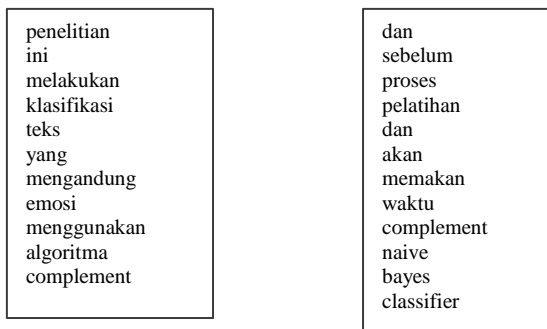 penelitian
ini
melakukan
klasifikasi
teks
yang
mengandung
emosi
menggunakan
algoritma
complement
dan
sebelum
proses
pelatihan
dan
akan
memakan
waktu
complement
naive
bayes
classifier